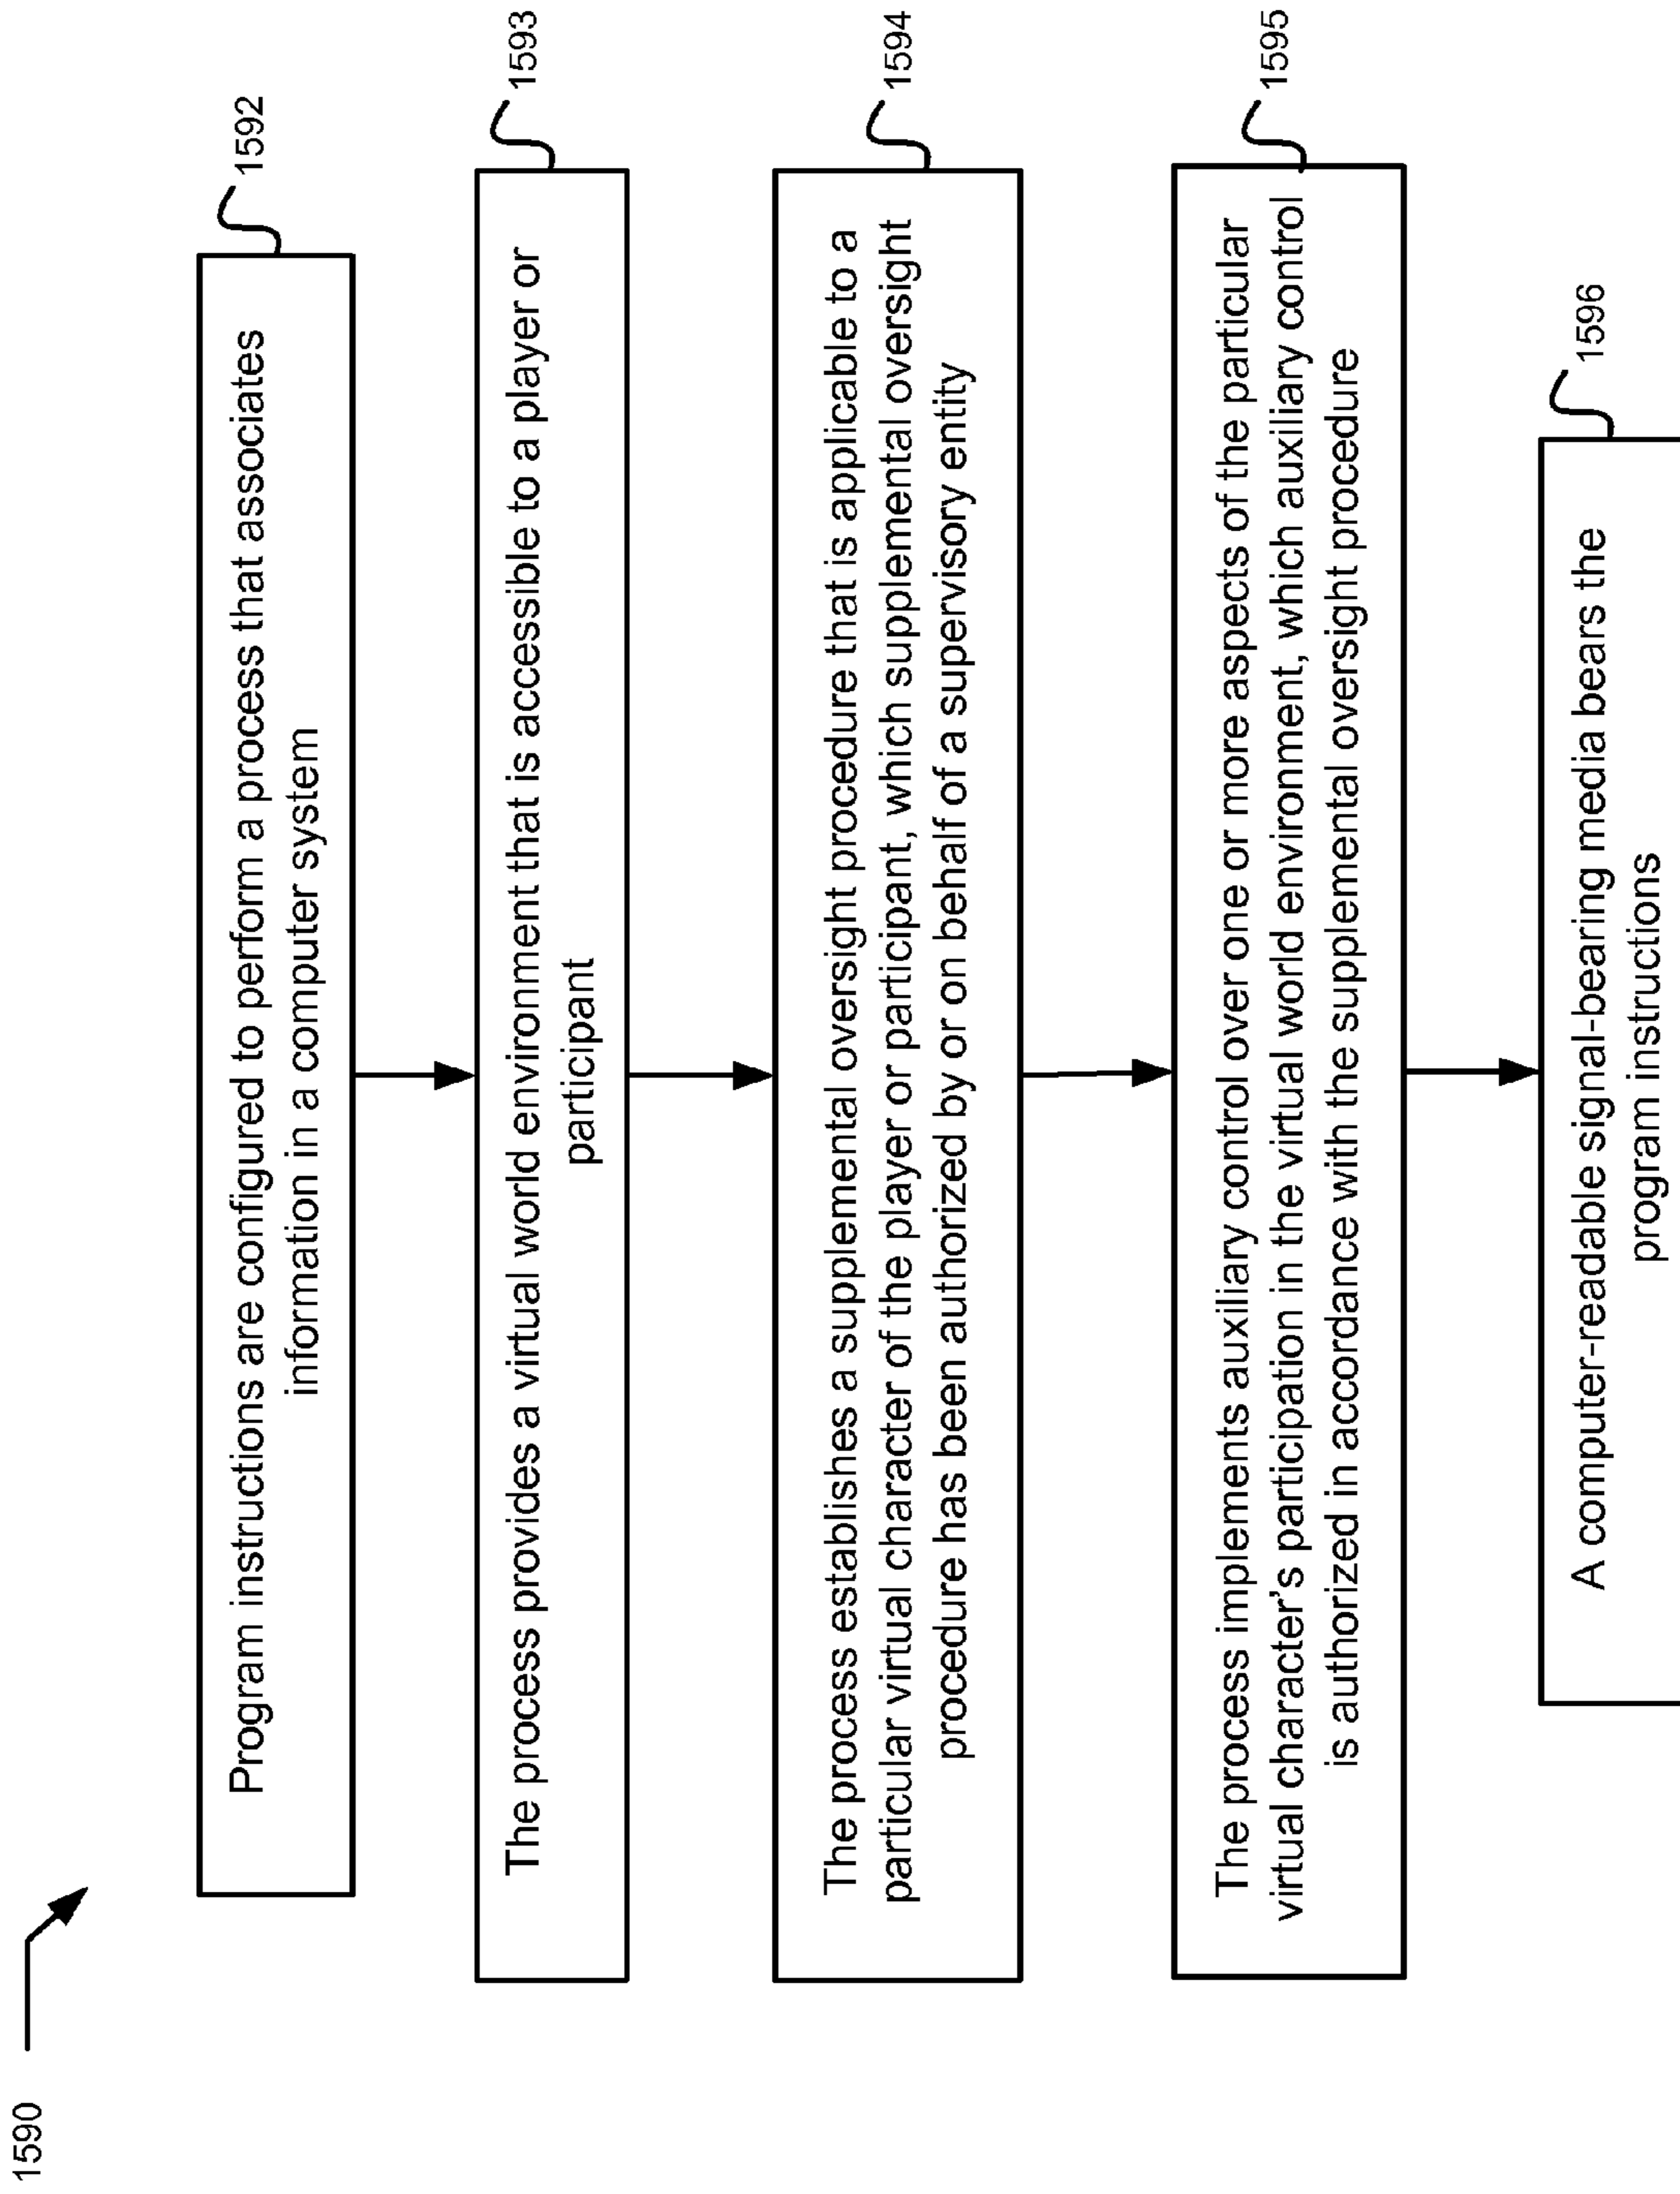 1590
Program instructions are configured to perform a process that associates
information in a computer system
1592
The process provides a virtual world environment that is accessible to a player or
participant
1593
The process establishes a supplemental oversight procedure that is applicable to a
particular virtual character of the player or participant, which supplemental oversight
procedure has been authorized by or on behalf of a supervisory entity
1594
The process implements auxiliary control over one or more aspects of the particular
virtual character's participation in the virtual world environment, which auxiliary control
is authorized in accordance with the supplemental oversight procedure
1595
A computer-readable signal-bearing media bears the
program instructions
1596